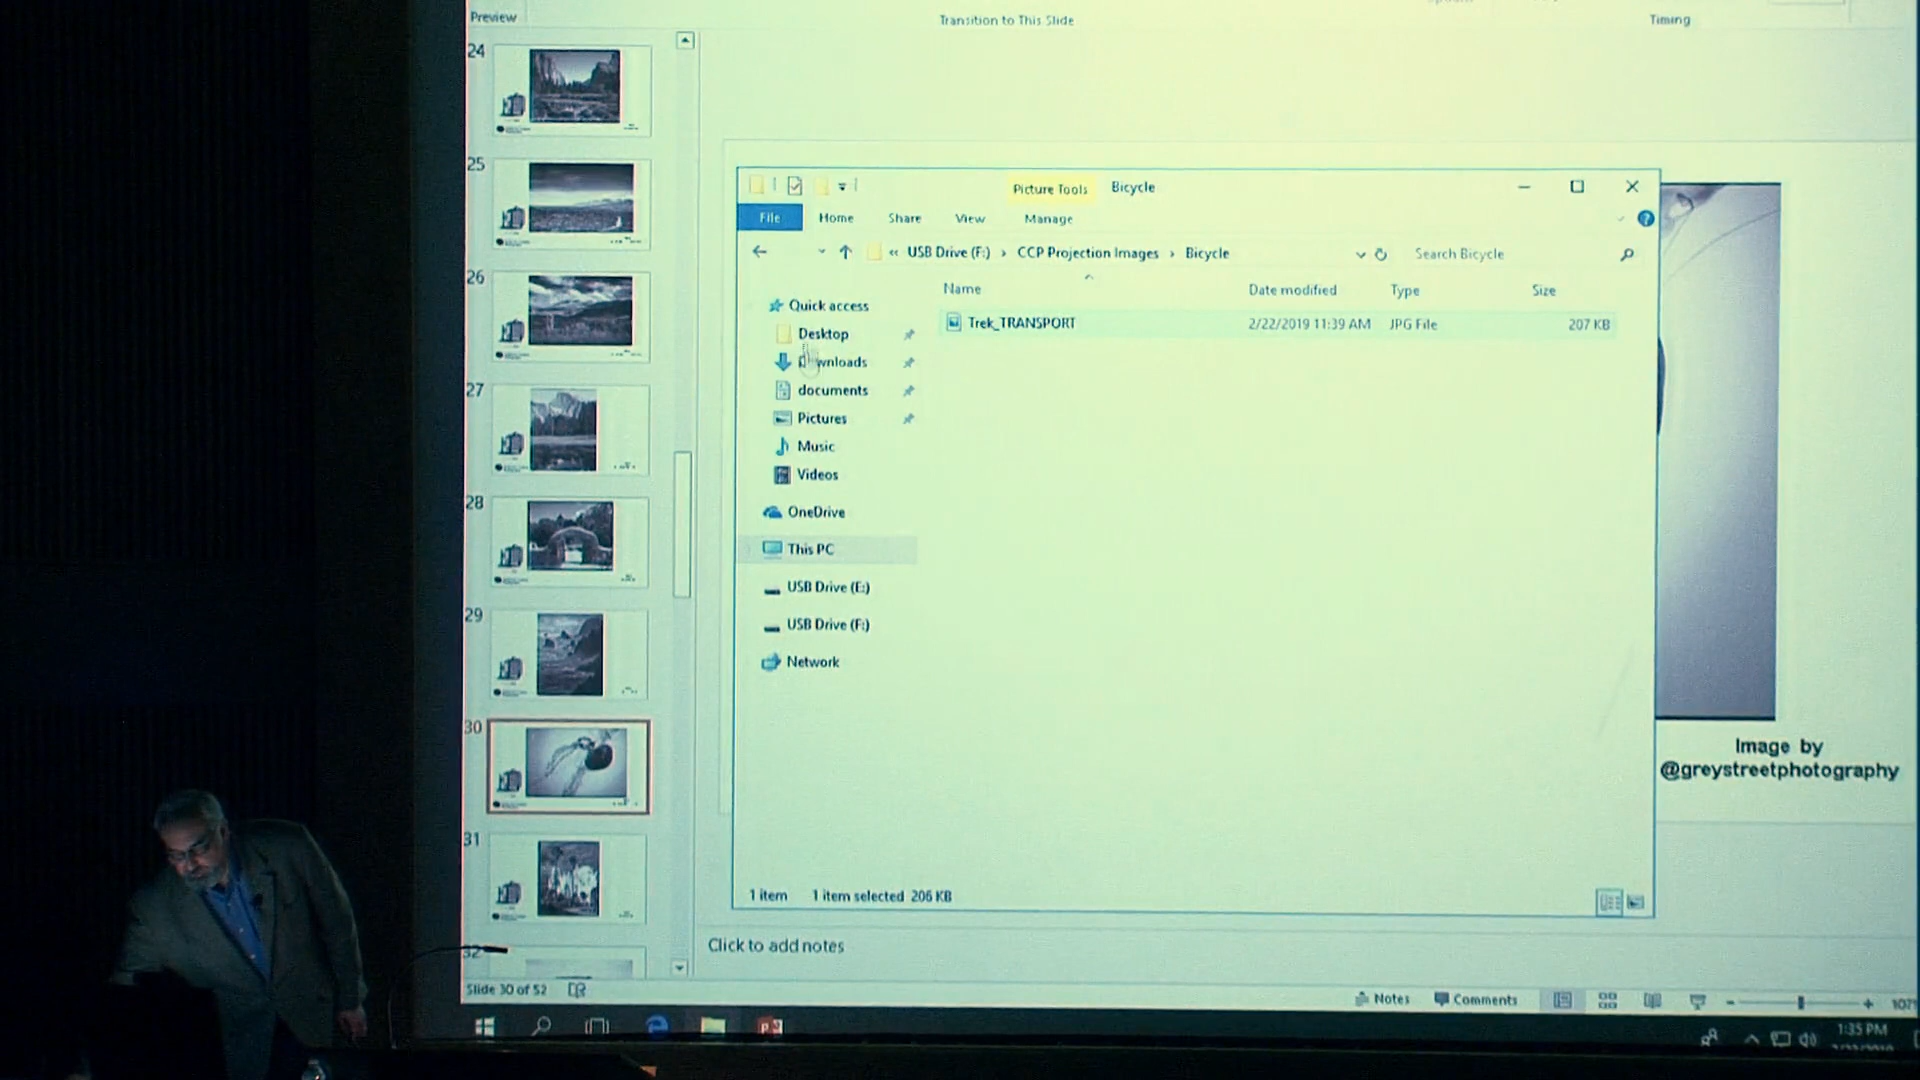 Preview
Transition to This Slide
Timing
24
25
26
27
28
29
30
31
32
Picture Tools
Bicycle
File
Home
Share
View
Manage
« USB Drive (F:) › CCP Projection Images › Bicycle
Search Bicycle
Name
Date modified
Type
Size
Trek_TRANSPORT
2/22/2019 11:39 AM
JPG File
207 KB
Quick access
Desktop
Downloads
documents
Pictures
Music
Videos
OneDrive
This PC
USB Drive (E:)
USB Drive (F:)
Network
1 item
1 item selected 206 KB
Image by
@greystreetphotography
Click to add notes
Slide 30 of 52
Notes
Comments
1:35 PM